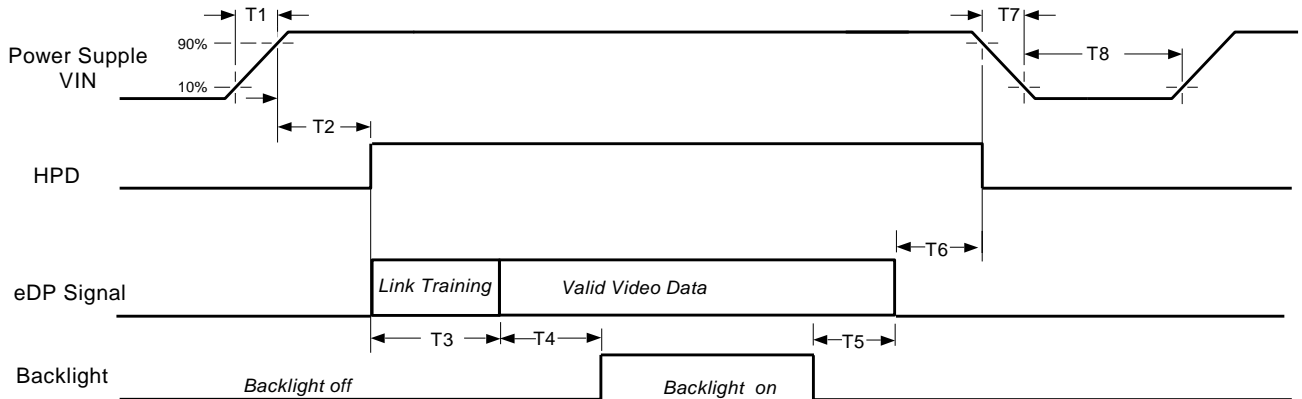 T1
T7
90%
Power Supple
VIN
T8
10%
T2
HPD
T6
eDP Signal
Link Training
Valid Video Data
T3
T4
T5
Backlight
Backlight off
Backlight on